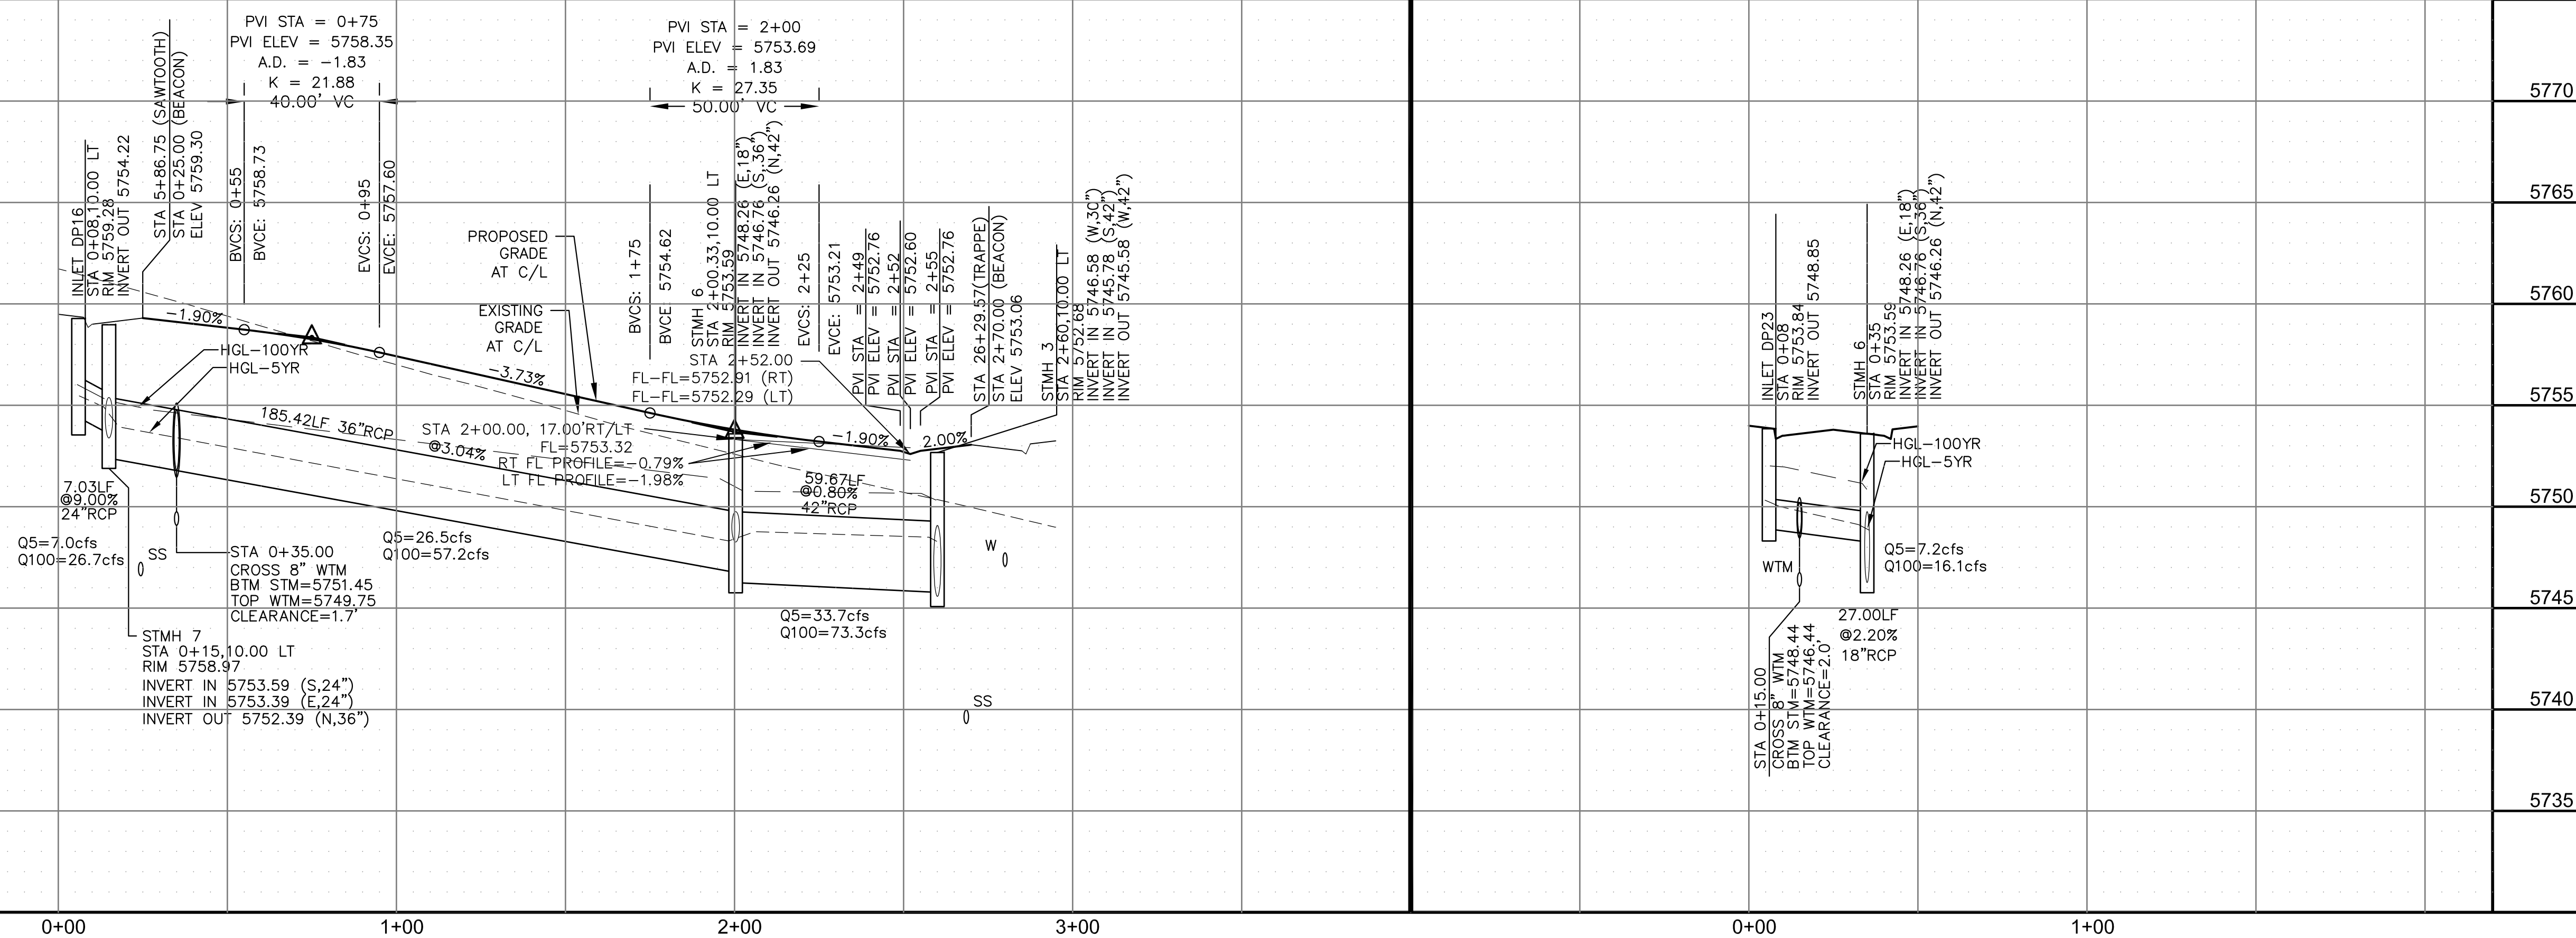 PVI STA = 0+75
PVI ELEV = 5758.35
A.D. = −1.83
K = 21.88
40.00' VC
PVI STA = 2+00
PVI ELEV = 5753.69
A.D. = 1.83
K = 27.35
50.00' VC
INLET DP16
STA 0+08,10.00 LT
RIM 5759.28
INVERT OUT 5754.22
STA 5+86.75 (SAWTOOTH)
STA 0+25.00 (BEACON)
ELEV 5759.30
BVCS: 0+55
BVCE: 5758.73
EVCS: 0+95
EVCE: 5757.60
PROPOSED
GRADE
AT C/L
EXISTING
GRADE
AT C/L
BVCS: 1+75
BVCE 5754.62
STMH 6
STA 2+00.33,10.00 LT
RIM 5753.59
INVERT IN 5748.26 (E,18")
INVERT IN 5746.76 (S,36")
INVERT OUT 5746.26 (N,42")
EVCS: 2+25
EVCE: 5753.21
PVI STA = 2+49
PVI ELEV = 5752.76
PVI STA = 2+52
PVI ELEV = 5752.60
PVI STA = 2+55
PVI ELEV = 5752.76
STA 26+29.57(TRAPPE)
STA 2+70.00 (BEACON)
ELEV 5753.06
STMH 3
STA 2+60,10.00 LT
RIM 5752.68
INVERT IN 5746.58 (W,30")
INVERT IN 5745.78 (S,42")
INVERT OUT 5745.58 (W,42")
−1.90%
HGL−100YR
HGL−5YR
−3.73%
STA 2+52.00
FL−FL=5752.91 (RT)
FL−FL=5752.29 (LT)
185.42LF 36"RCP
@3.04%
STA 2+00.00, 17.00'RT/LT
FL=5753.32
RT FL PROFILE=−0.79%
LT FL PROFILE=−1.98%
−1.90%
2.00%
59.67LF
@0.80%
42"RCP
7.03LF
@9.00%
24"RCP
Q5=7.0cfs
Q100=26.7cfs
SS
STA 0+35.00
CROSS 8" WTM
BTM STM=5751.45
TOP WTM=5749.75
CLEARANCE=1.7'
Q5=26.5cfs
Q100=57.2cfs
Q5=33.7cfs
Q100=73.3cfs
W
SS
STMH 7
STA 0+15,10.00 LT
RIM 5758.97
INVERT IN 5753.59 (S,24")
INVERT IN 5753.39 (E,24")
INVERT OUT 5752.39 (N,36")
INLET DP23
STA 0+08
RIM 5753.84
INVERT OUT 5748.85
STMH 6
STA 0+35
RIM 5753.59
INVERT IN 5748.26 (E,18")
INVERT IN 5746.76 (S,36")
INVERT OUT 5746.26 (N,42")
HGL−100YR
HGL−5YR
WTM
Q5=7.2cfs
Q100=16.1cfs
27.00LF
@2.20%
18"RCP
STA 0+15.00
CROSS 8" WTM
BTM STM=5748.44
TOP WTM=5746.44
CLEARANCE=2.0'
5770
5765
5760
5755
5750
5745
5740
5735
0+00
1+00
2+00
3+00
0+00
1+00